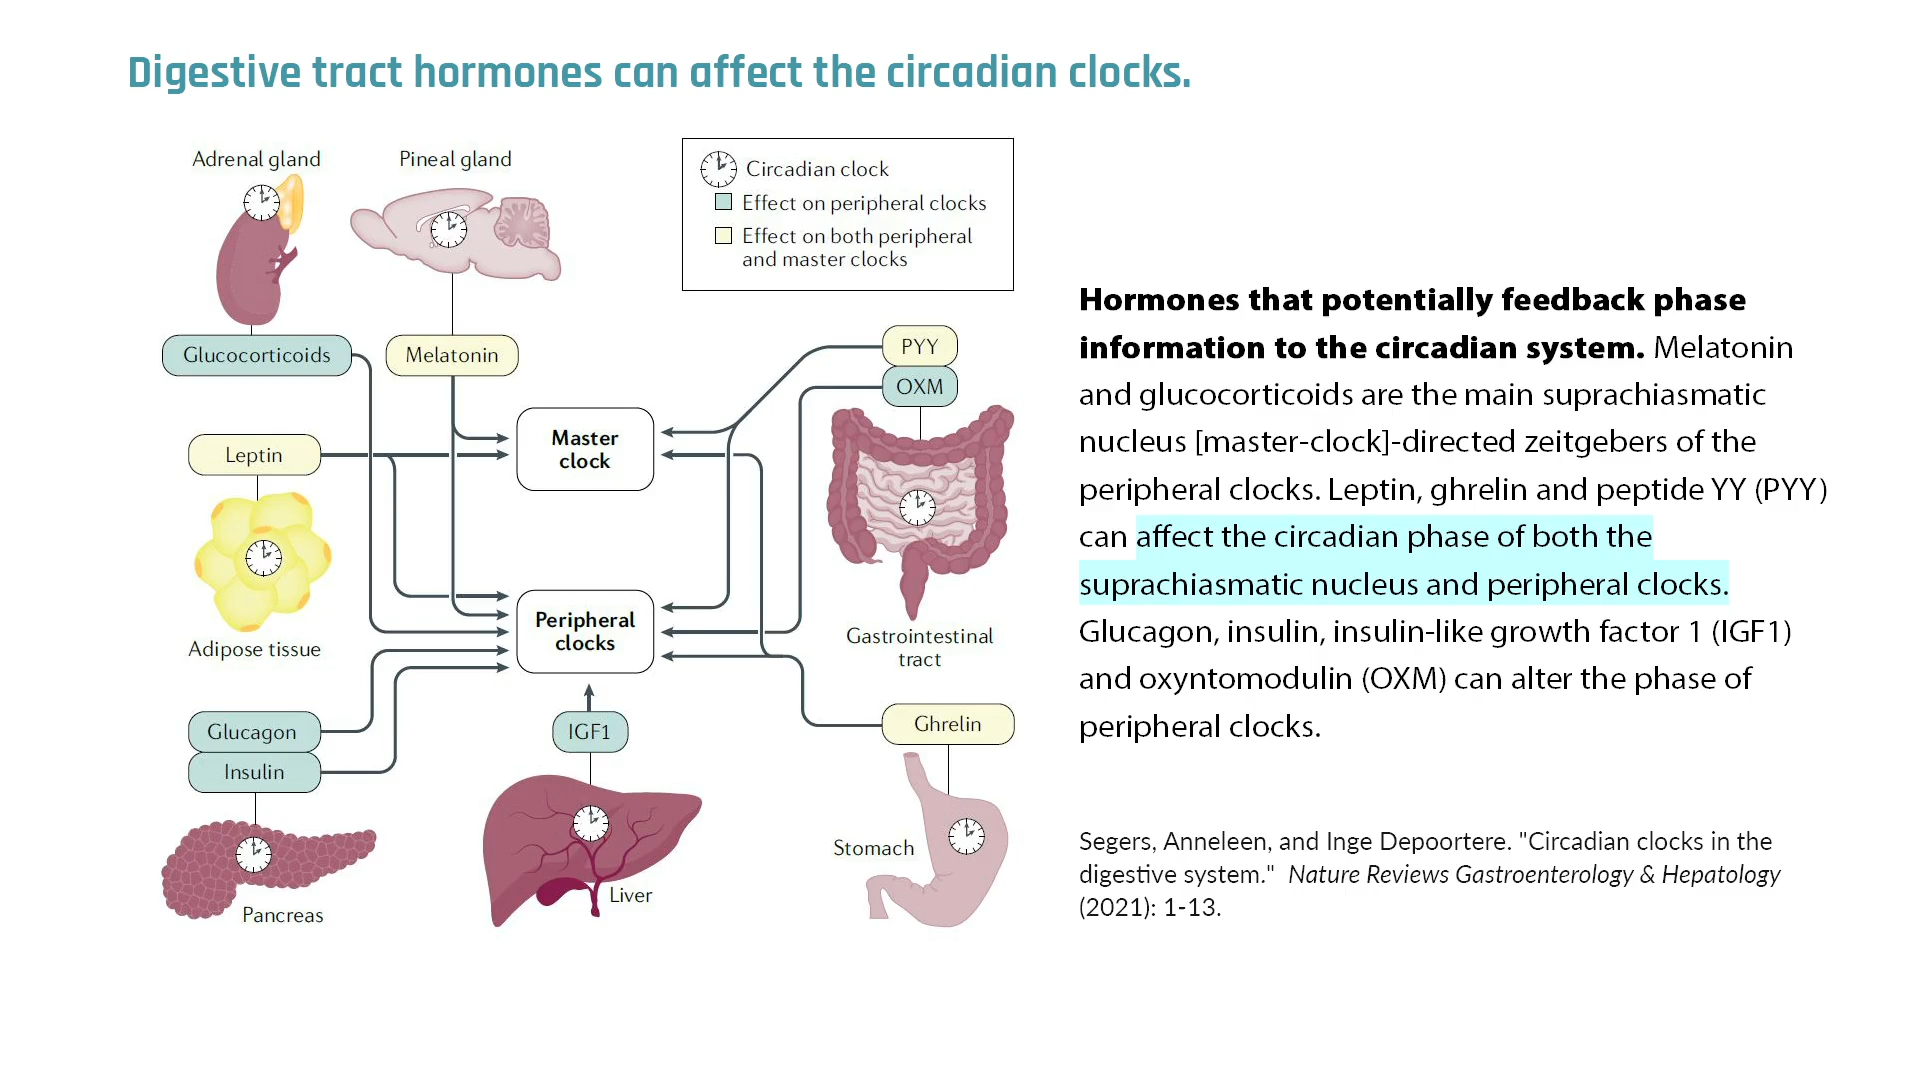 Digestive tract hormones can affect the circadian clocks.
Adrenal gland
Pineal gland
Circadian clock
Effect on peripheral clocks
Effect on both peripheral
and master clocks
Glucocorticoids
Melatonin
PYY
OXM
Leptin
Master
clock
Adipose tissue
Peripheral
clocks
Gastrointestinal
tract
Glucagon
Insulin
IGF1
Ghrelin
Pancreas
Liver
Stomach
Hormones that potentially feedback phase
information to the circadian system. Melatonin
and glucocorticoids are the main suprachiasmatic
nucleus [master-clock]-directed zeitgebers of the
peripheral clocks. Leptin, ghrelin and peptide YY (PYY)
can affect the circadian phase of both the
suprachiasmatic nucleus and peripheral clocks.
Glucagon, insulin, insulin-like growth factor 1 (IGF1)
and oxyntomodulin (OXM) can alter the phase of
peripheral clocks.
Segers, Anneleen, and Inge Depoortere. "Circadian clocks in the
digestive system." Nature Reviews Gastroenterology & Hepatology
(2021): 1-13.